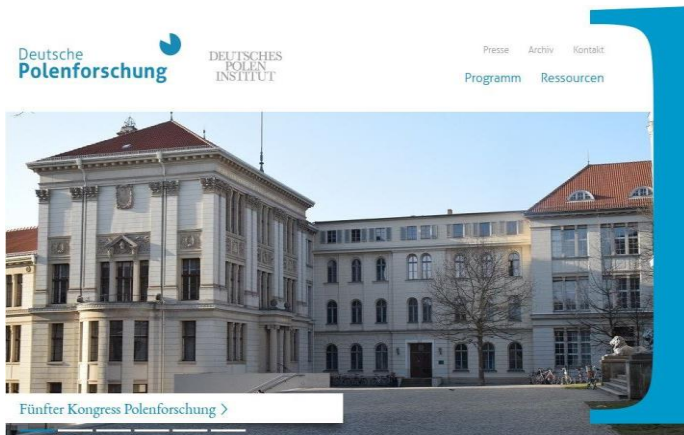 Deutsche
Polenforschung
DEUTSCHES
POLEN
INSTITUT
Presse Archiv Kontakt
Programm Ressourcen
Fünfter Kongress Polenforschung >